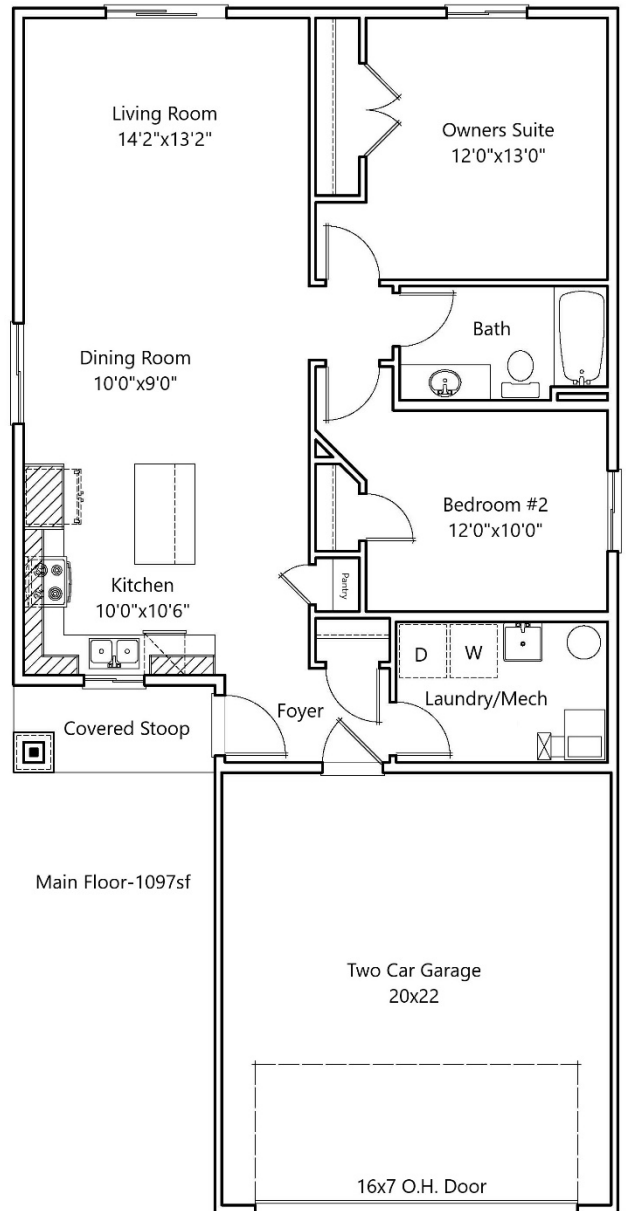 Living Room
14'2"x13'2"
Owners Suite
12'0"x13'0"
Bath
Dining Room
10'0"x9'0"
Bedroom #2
12'0"x10'0"
Kitchen
10'0"x10'6"
Pantry
D
W
Laundry/Mech
Foyer
Covered Stoop
Main Floor-1097sf
Two Car Garage
20x22
16x7 O.H. Door